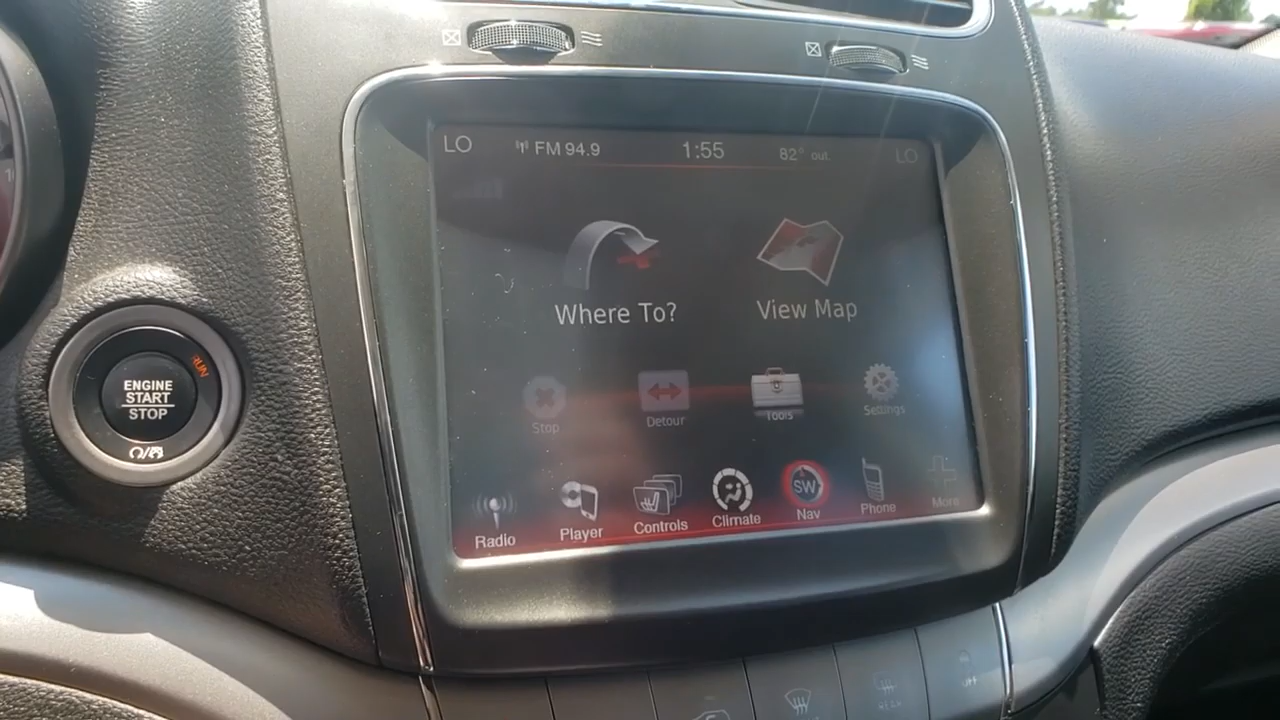 LO FM 94.9 1:55 82° out. LO
Where To? View Map
Stop Detour Tools Settings
SW
Radio Player Controls Climate Nav Phone More
RUN
ENGINE
START
STOP